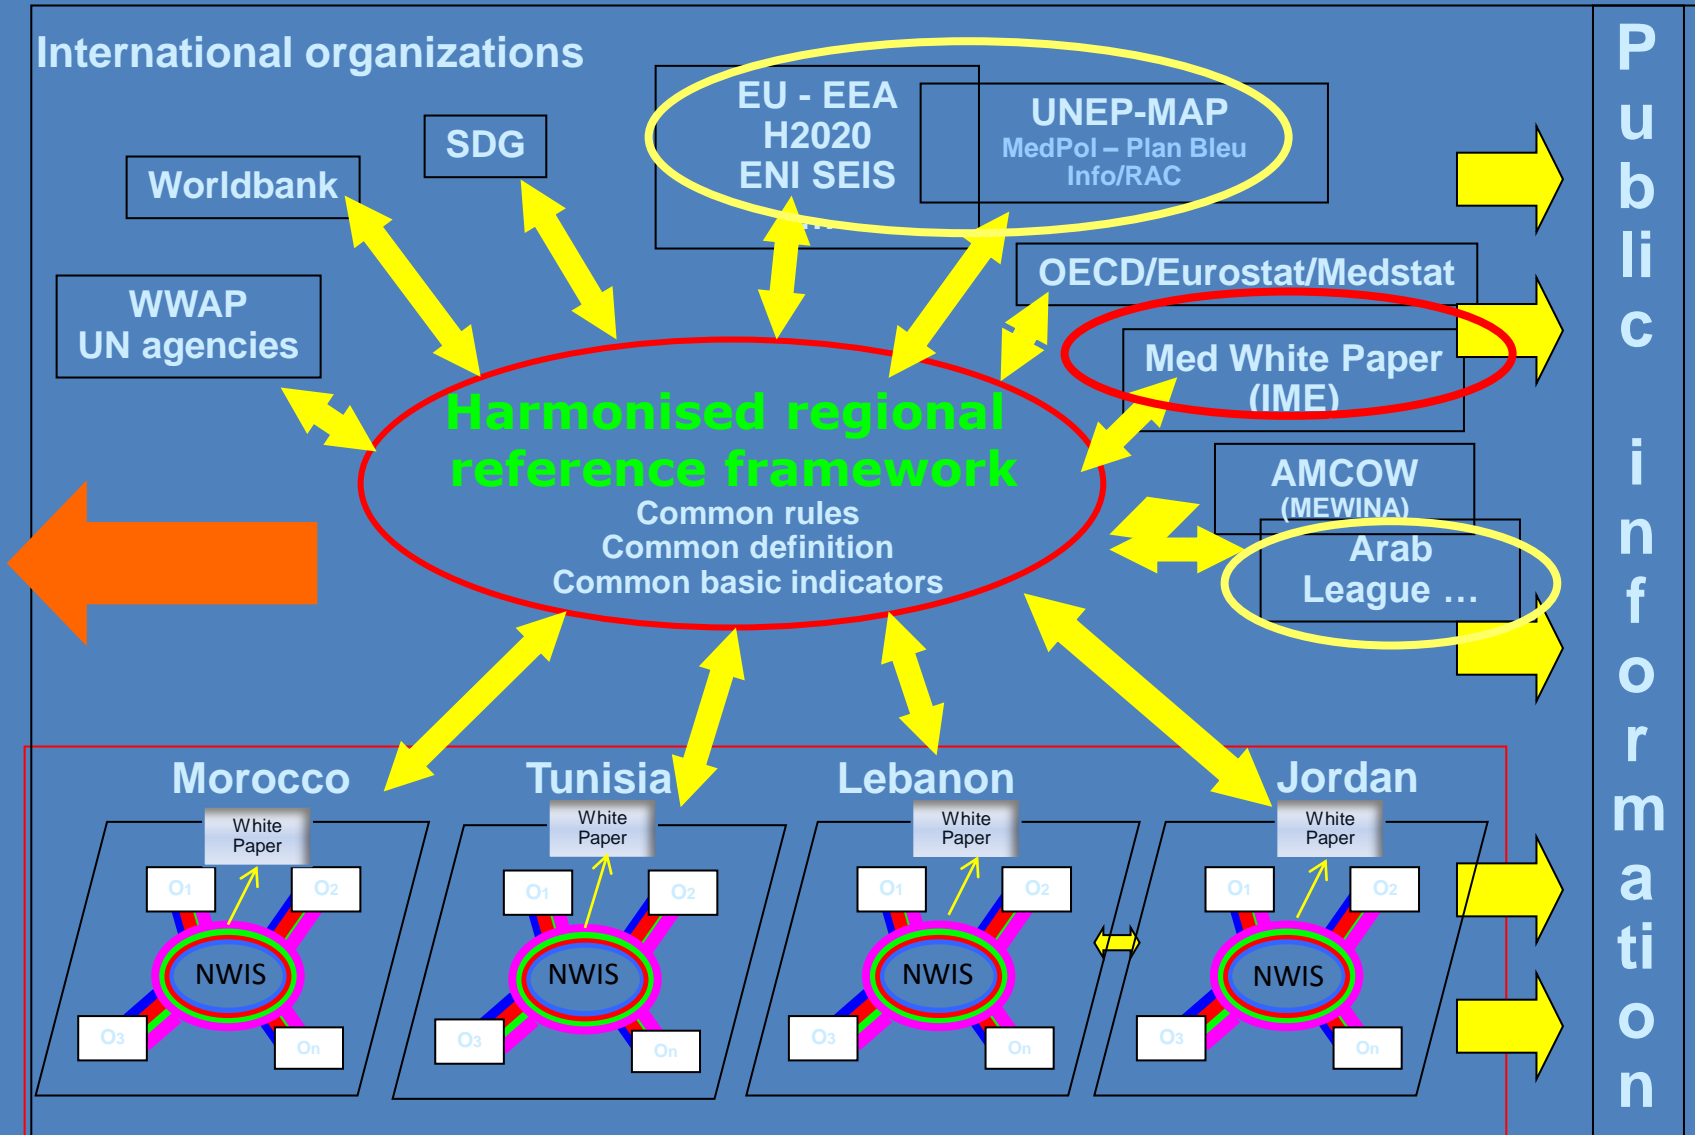 International organizations
EU - EEA
H2020
ENI SEIS
...
UNEP-MAP
MedPol – Plan Bleu
Info/RAC
SDG
Worldbank
WWAP
UN agencies
OECD/Eurostat/Medstat
Med White Paper
(IME)
AMCOW
(MEWINA)
Arab
League …
Harmonised regional
reference framework
Common rules
Common definition
Common basic indicators
Morocco
White
Paper
O1
O2
NWIS
O3
On
Tunisia
White
Paper
O1
O2
NWIS
O3
On
Lebanon
White
Paper
O1
O2
NWIS
O3
On
Jordan
White
Paper
O1
O2
NWIS
O3
On
P
u
b
li
c
i
n
f
o
r
m
a
ti
o
n